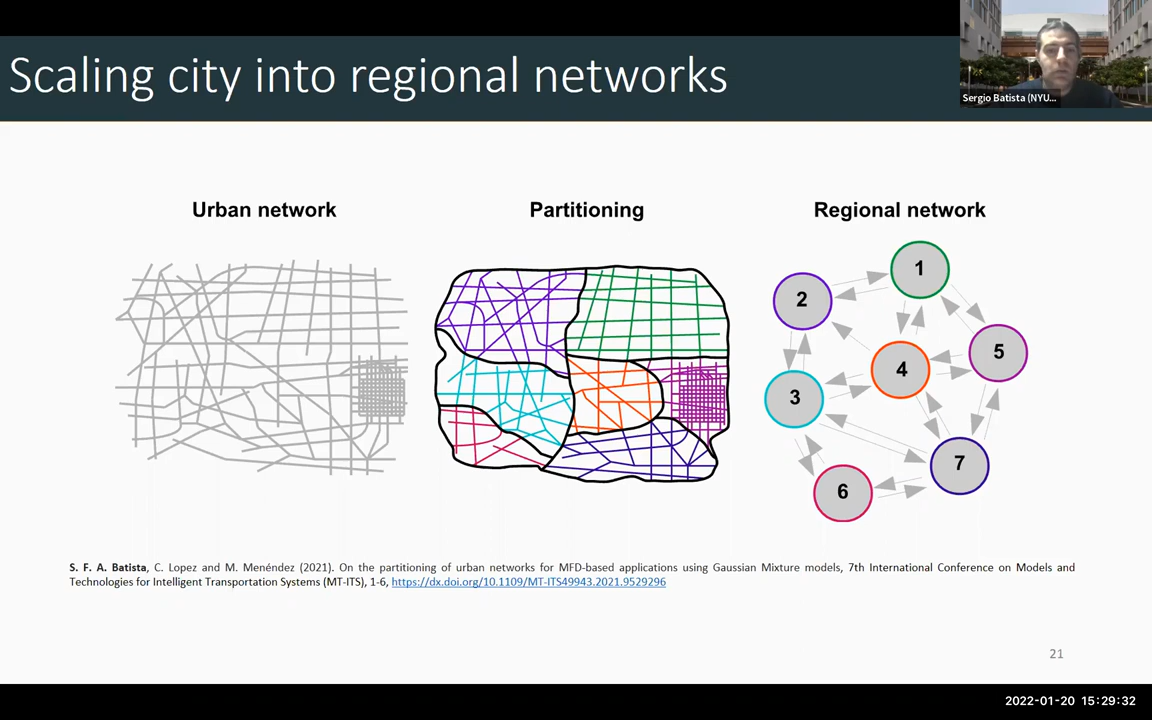 Scaling city into regional networks
Sergio Batista (NYU...
Urban network
Partitioning
Regional network
1
2
5
4
3
7
6
S. F. A. Batista, C. Lopez and M. Menéndez (2021). On the partitioning of urban networks for MFD-based applications using Gaussian Mixture models, 7th International Conference on Models and
Technologies for Intelligent Transportation Systems (MT-ITS), 1-6, https://dx.doi.org/10.1109/MT-ITS49943.2021.9529296
21
2022-01-20 15:29:32